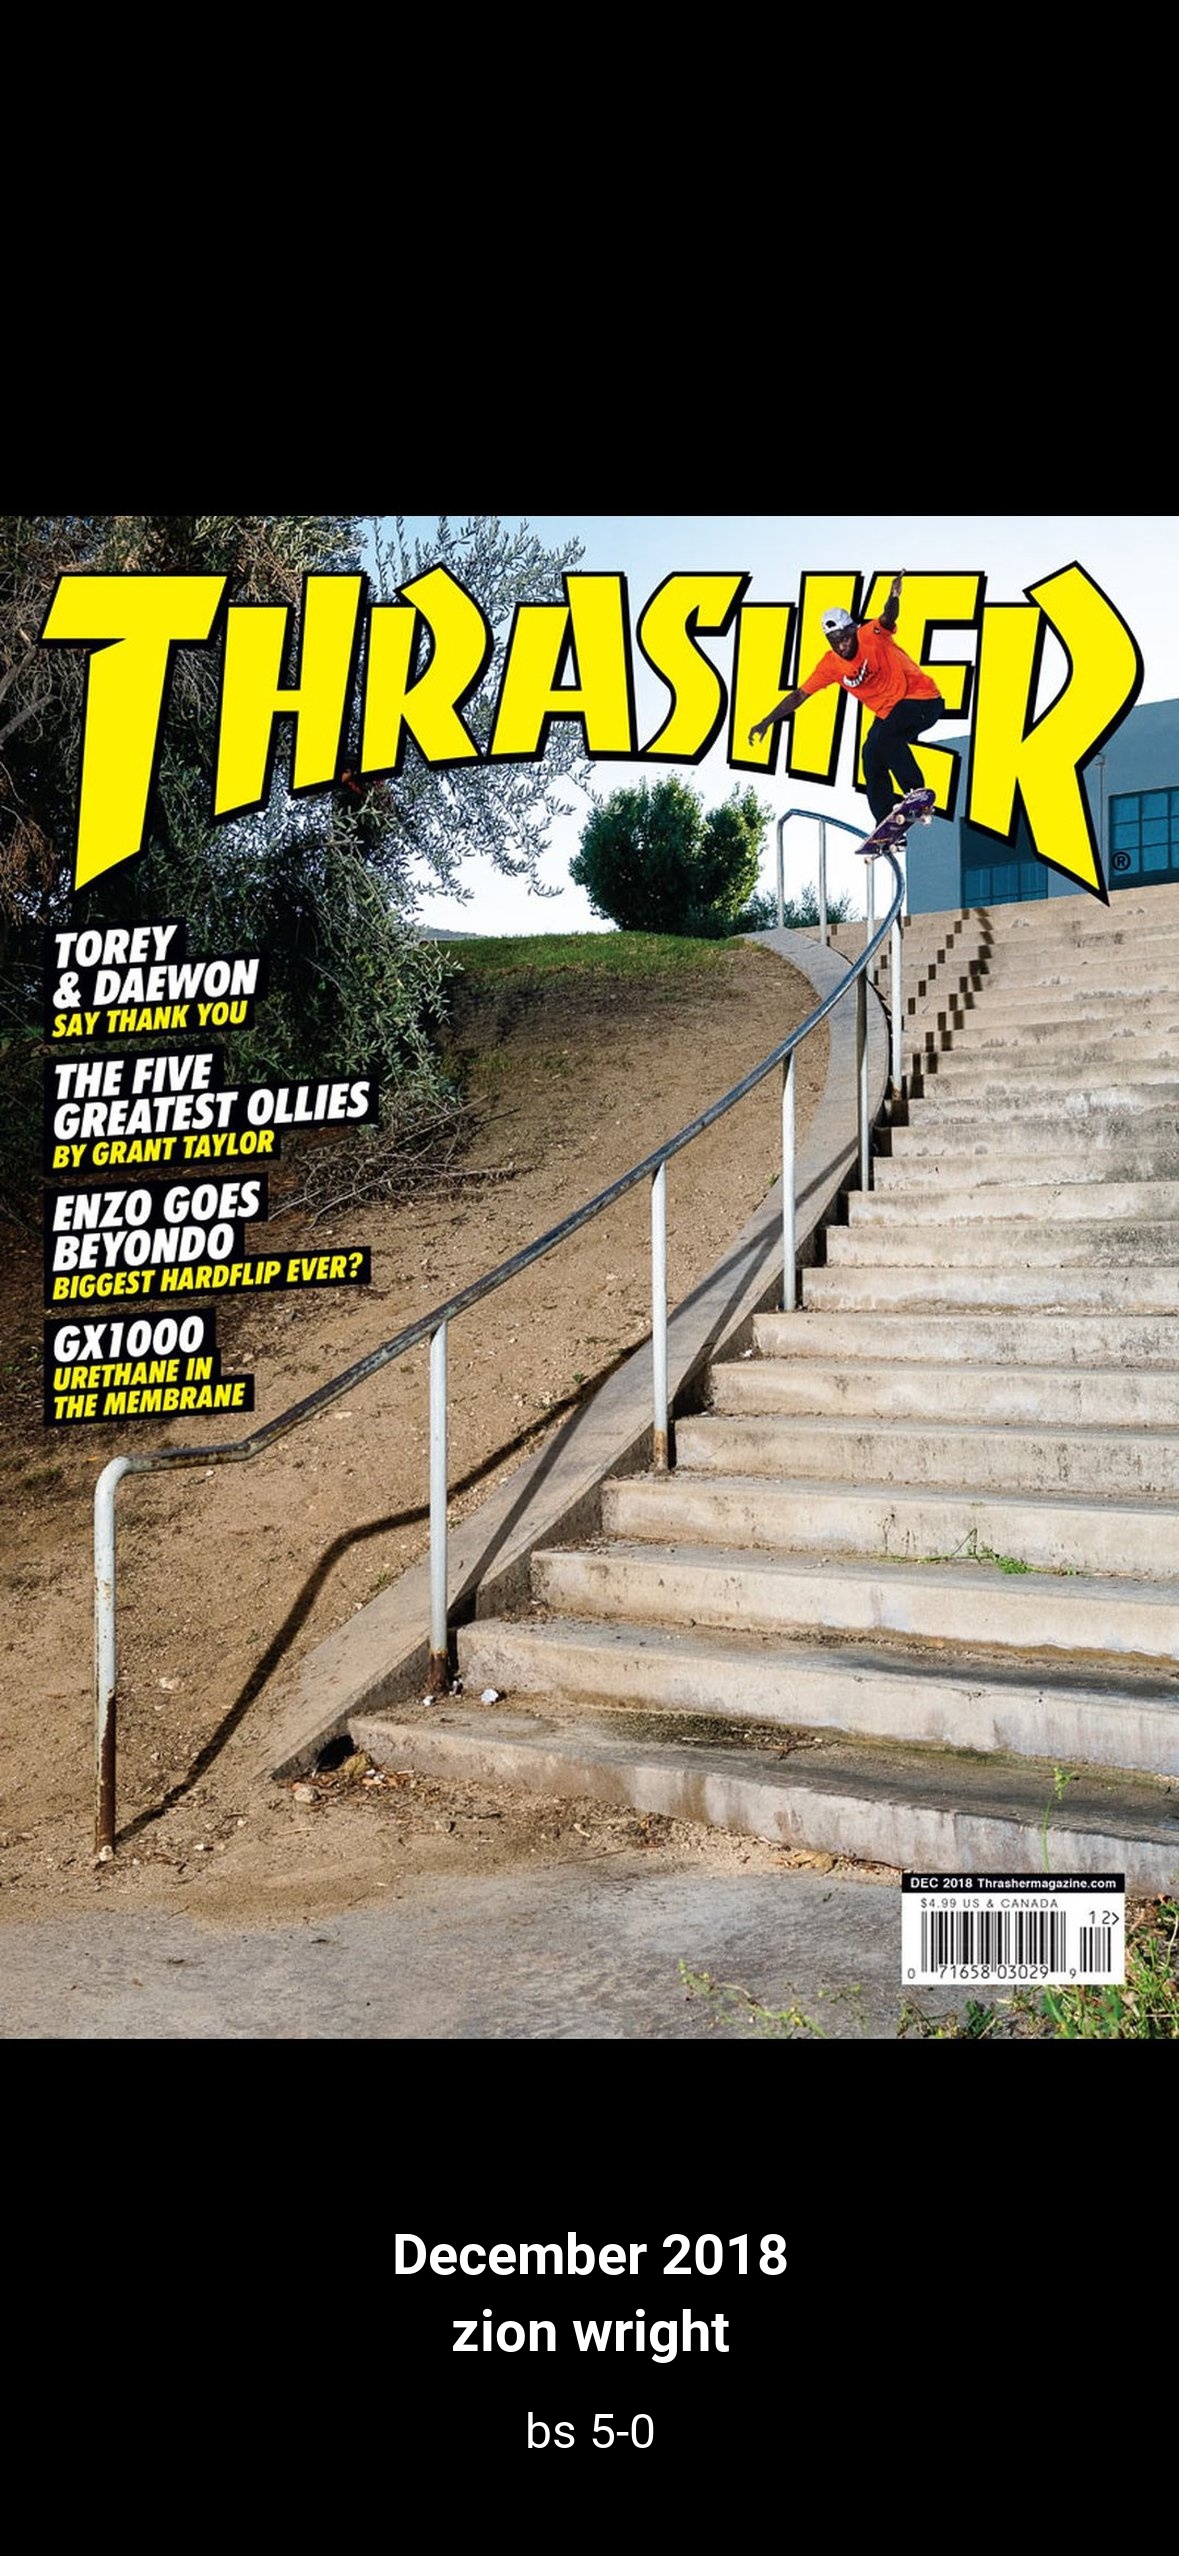 THRASHER
®
TOREY
& DAEWON
SAY THANK YOU
THE FIVE
GREATEST OLLIES
BY GRANT TAYLOR
ENZO GOES
BEYONDO
BIGGEST HARDFLIP EVER?
GX1000
URETHANE IN
THE MEMBRANE
DEC 2018 Thrashermagazine.com
$4.99 US & CANADA
12>
0 71658 03029 9
December 2018
zion wright
bs 5-0